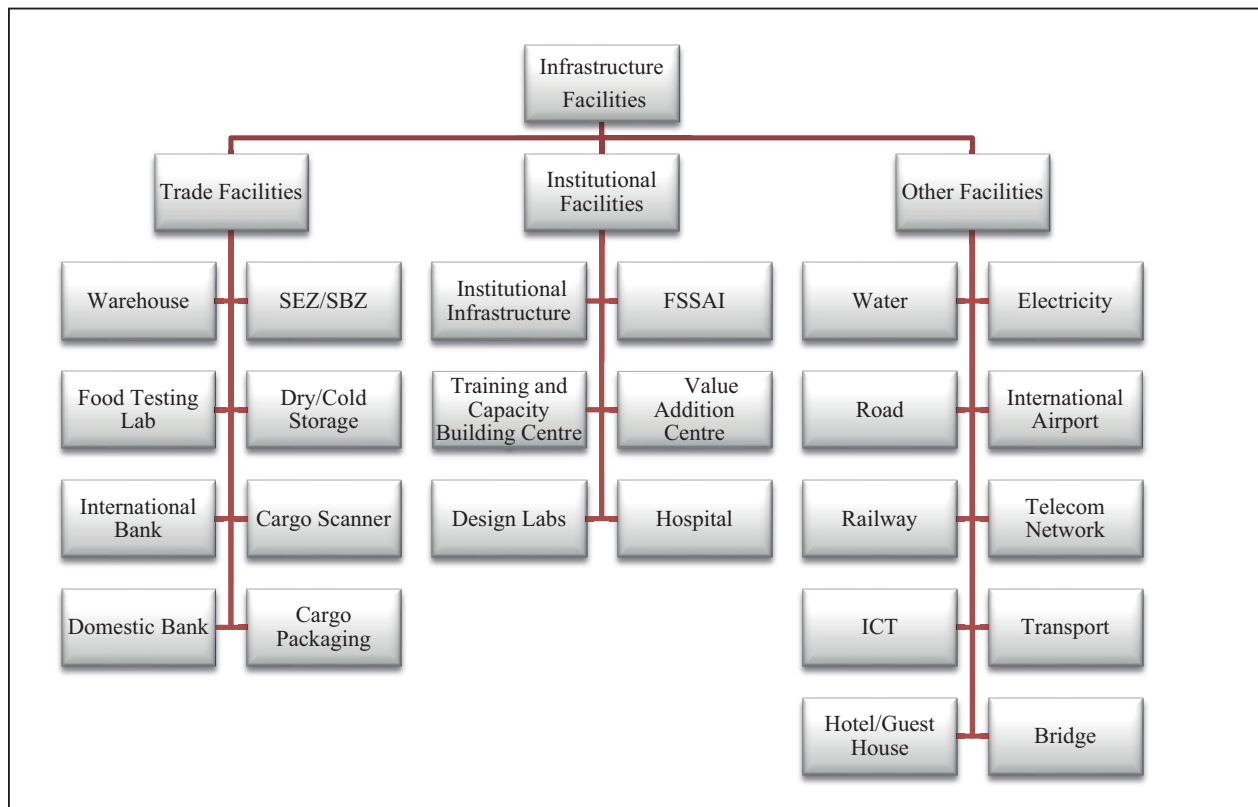 Infrastructure
Facilities
Trade Facilities
Institutional
Facilities
Other Facilities
Warehouse
SEZ/SBZ
Institutional
Infrastructure
FSSAI
Water
Electricity
Food Testing
Lab
Dry/Cold
Storage
Training and
Capacity
Building Centre
Value
Addition
Centre
Road
International
Airport
International
Bank
Cargo Scanner
Design Labs
Hospital
Railway
Telecom
Network
Domestic Bank
Cargo
Packaging
ICT
Transport
Hotel/Guest
House
Bridge